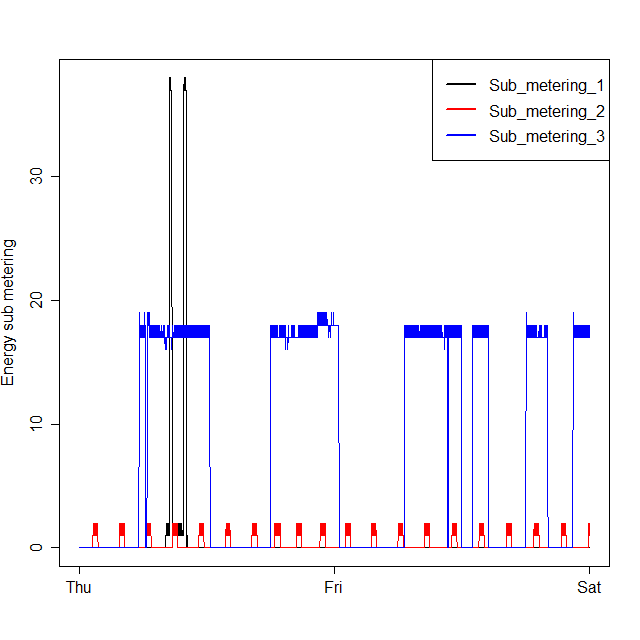 Sub_metering_1
Sub_metering_2
Sub_metering_3
Energy sub metering
30
20
10
0
Thu Fri Sat